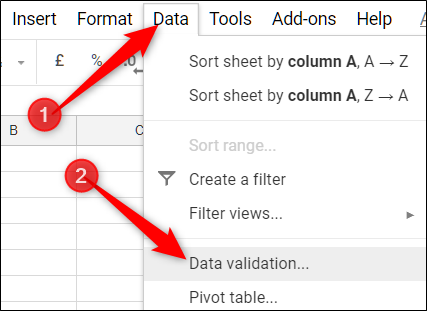 Insert Format Data Tools Add-ons Help
£ % .0
1
B C
Sort sheet by column A, A → Z
Sort sheet by column A, Z → A
Sort range...
Create a filter
2
Filter views... ►
Data validation...
Pivot table...